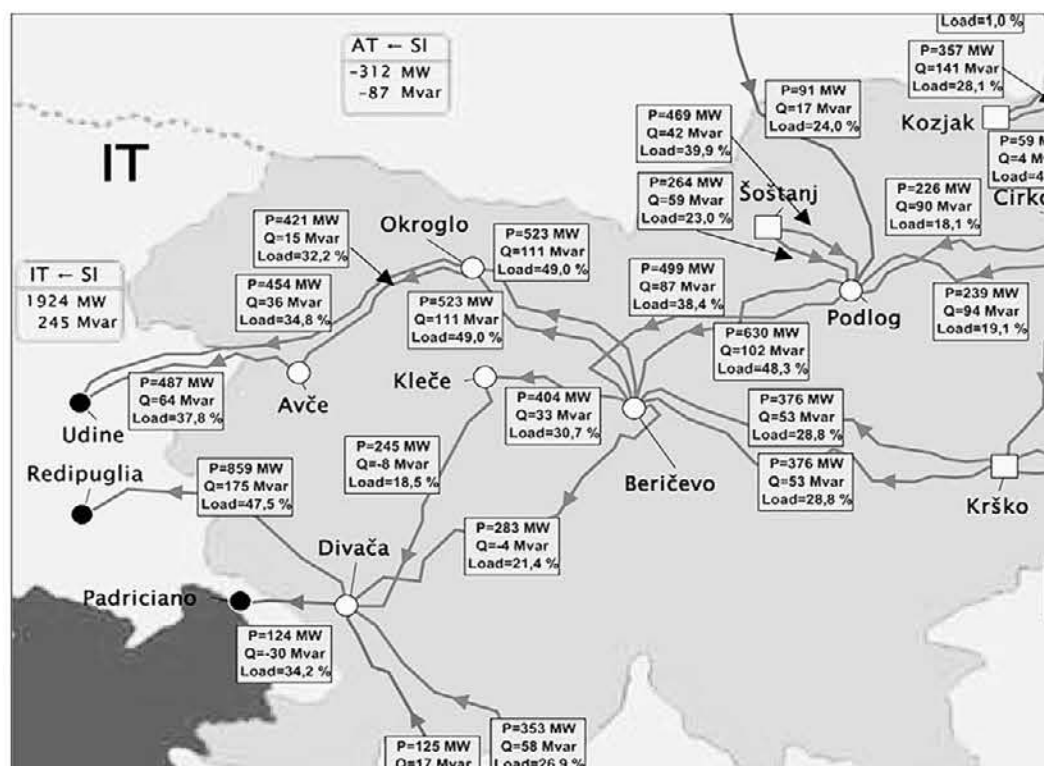 Load=1,0 %
AT ← SI
-312 MW
-87 Mvar
P=357 MW
Q=141 Mvar
Load=28,1 %
P=91 MW
Q=17 Mvar
Load=24,0 %
P=469 MW
Q=42 Mvar
Load=39,9 %
Kozjak
P=59 M
Q=4 M
IT
P=264 MW
Q=59 Mvar
Load=23,0 %
Šoštanj
P=226 MW
Q=90 Mvar
Load=18,1 %
Cirko
P=421 MW
Q=15 Mvar
Load=32,2 %
Okroglo
P=523 MW
Q=111 Mvar
Load=49,0 %
IT ← SI
1924 MW
245 Mvar
P=454 MW
Q=36 Mvar
Load=34,8 %
P=523 MW
Q=111 Mvar
Load=49,0 %
P=499 MW
Q=87 Mvar
Load=38,4 %
Podlog
P=239 MW
Q=94 Mvar
Load=19,1 %
P=630 MW
Q=102 Mvar
Load=48,3 %
P=487 MW
Q=64 Mvar
Load=37,8 %
Udine
Avče
Kleče
P=404 MW
Q=33 Mvar
Load=30,7 %
P=376 MW
Q=53 Mvar
Load=28,8 %
P=245 MW
Q=-8 Mvar
Load=18,5 %
Redipuglia
P=859 MW
Q=175 Mvar
Load=47,5 %
Beričevo
P=376 MW
Q=53 Mvar
Load=28,8 %
Krško
P=283 MW
Q=-4 Mvar
Load=21,4 %
Divača
Padriciano
P=124 MW
Q=-30 Mvar
Load=34,2 %
P=353 MW
Q=58 Mvar
Load=26,9 %
P=125 MW
Q=17 Mvar